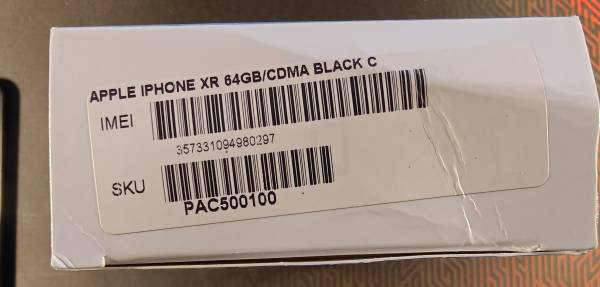 APPLE IPHONE XR 64GB/CDMA BLACK C
IMEI
357331094980297
SKU
PAC500100